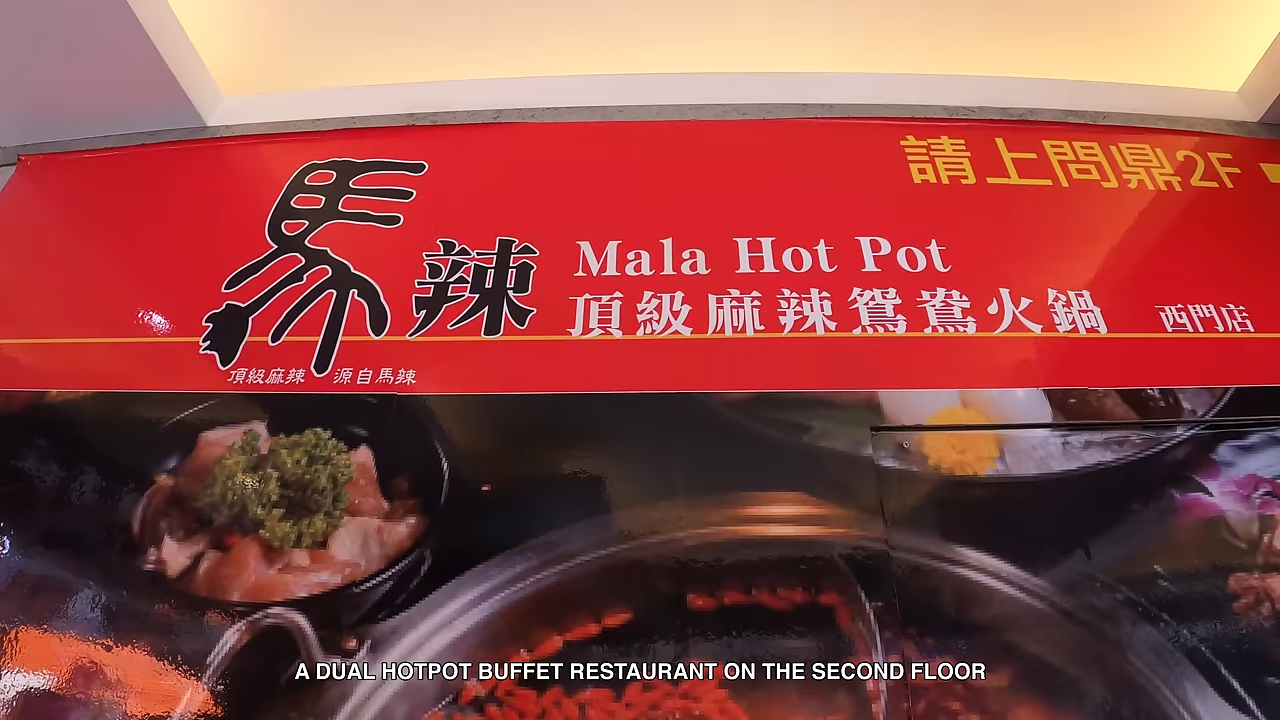 請上問鼎2F
馬辣
Mala Hot Pot
頂級麻辣鴛鴦火鍋 西門店
頂級麻辣 源自馬辣
A DUAL HOTPOT BUFFET RESTAURANT ON THE SECOND FLOOR